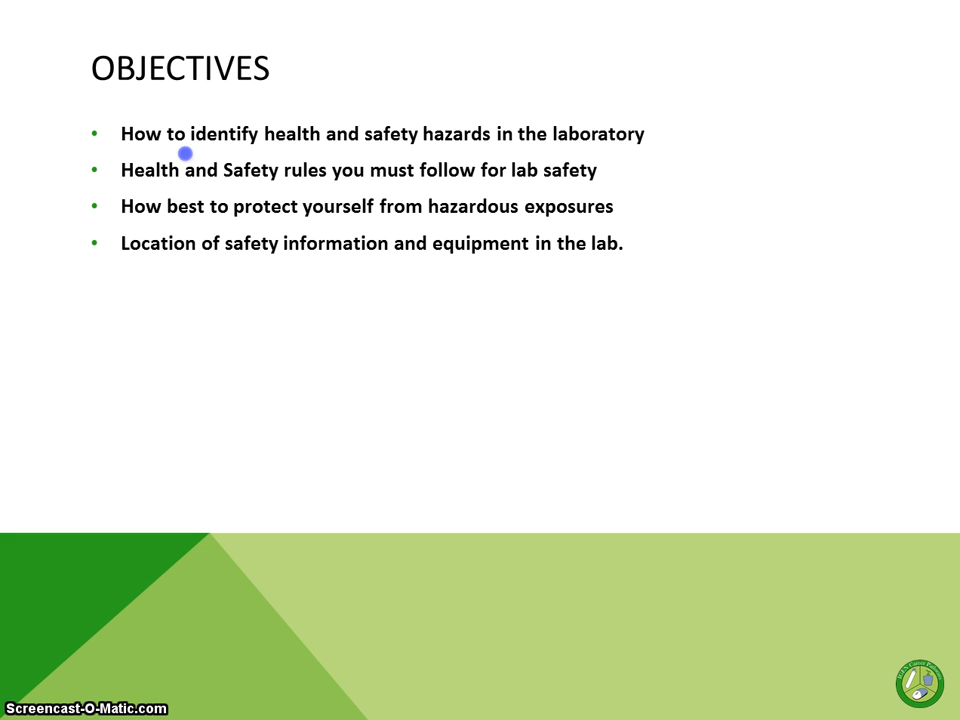 OBJECTIVES
• How to identify health and safety hazards in the laboratory
• Health and Safety rules you must follow for lab safety
• How best to protect yourself from hazardous exposures
• Location of safety information and equipment in the lab.
Screencast-O-Matic.com